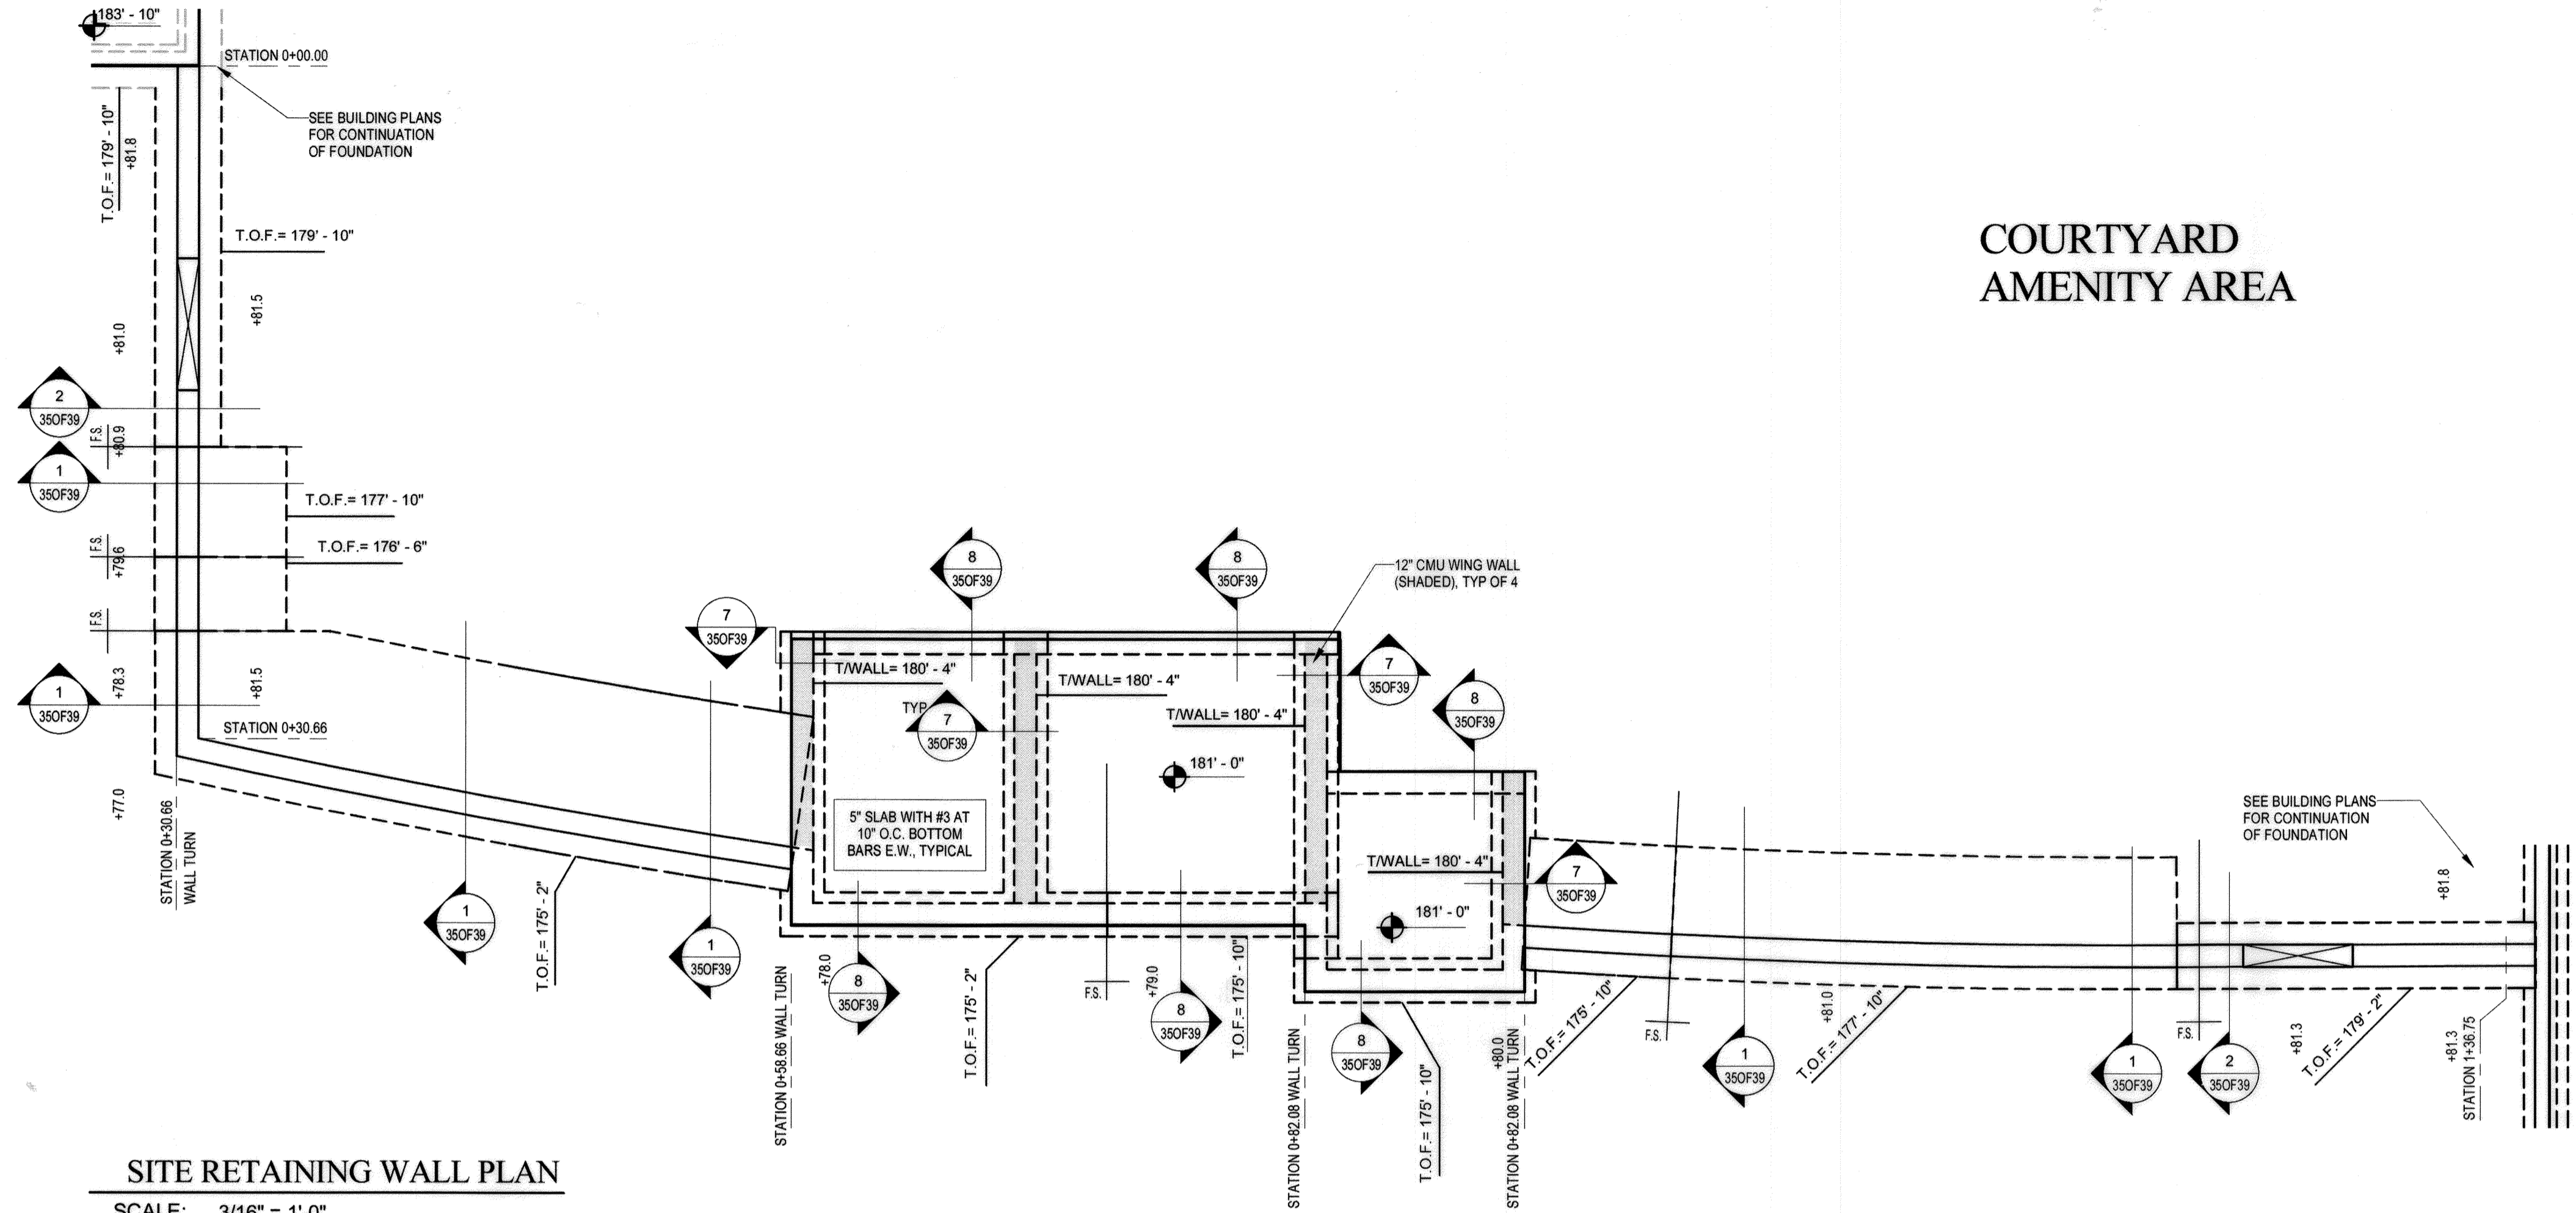 183' - 10"
STATION 0+00.00
SEE BUILDING PLANS
FOR CONTINUATION
OF FOUNDATION
T.O.F.= 179' - 10"
+81.8
T.O.F.= 179' - 10"
COURTYARD
AMENITY AREA
+81.0
+81.5
2
35OF39
F.S.
+80.9
1
35OF39
T.O.F.= 177' - 10"
F.S.
+79.6
T.O.F.= 176' - 6"
F.S.
+78.3
+81.5
1
35OF39
STATION 0+30.66
+77.0
STATION 0+30.66
WALL TURN
8
35OF39
8
35OF39
12" CMU WING WALL
(SHADED), TYP OF 4
7
35OF39
T/WALL= 180' - 4"
T/WALL= 180' - 4"
7
35OF39
TYP
7
35OF39
T/WALL= 180' - 4"
8
35OF39
181' - 0"
5" SLAB WITH #3 AT
10" O.C. BOTTOM
BARS E.W., TYPICAL
T/WALL= 180' - 4"
7
35OF39
181' - 0"
SEE BUILDING PLANS
FOR CONTINUATION
OF FOUNDATION
+81.8
1
35OF39
T.O.F.= 175' - 2"
1
35OF39
STATION 0+58.66 WALL TURN
+78.0
8
35OF39
T.O.F.= 175' - 2"
F.S.
+79.0
8
35OF39
T.O.F.= 175' - 10"
STATION 0+82.08 WALL TURN
8
35OF39
T.O.F.= 175' - 10"
+80.0
STATION 0+82.08 WALL TURN
T.O.F.= 175' - 10"
F.S.
1
35OF39
+81.0
T.O.F.= 177' - 10"
1
35OF39
F.S.
2
35OF39
+81.3
T.O.F.= 179' - 2"
+81.3
STATION 1+36.75
SITE RETAINING WALL PLAN
SCALE: 3/16" = 1'-0"